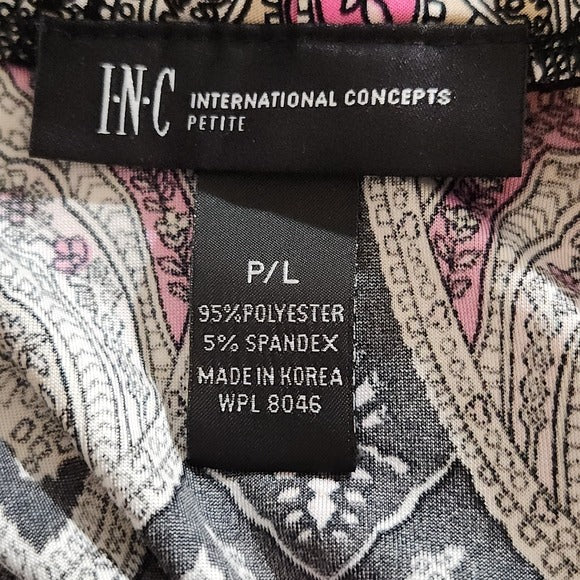 I·N·C INTERNATIONAL CONCEPTS
PETITE
P/L
95%POLYESTER
5% SPANDEX
MADE IN KOREA
WPL 8046